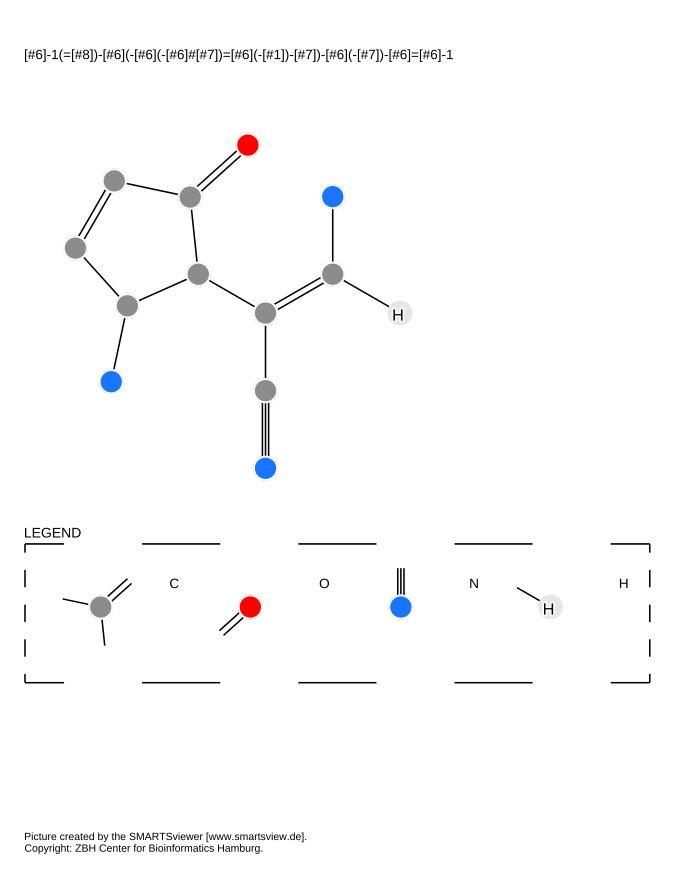 [#6]-1(=[#8])-[#6](-[#6](-[#6]#[#7])=[#6](-[#1])-[#7])-[#6](-[#7])-[#6]=[#6]-1
H
LEGEND
C O N H
H
Picture created by the SMARTSviewer [www.smartsview.de].
Copyright: ZBH Center for Bioinformatics Hamburg.